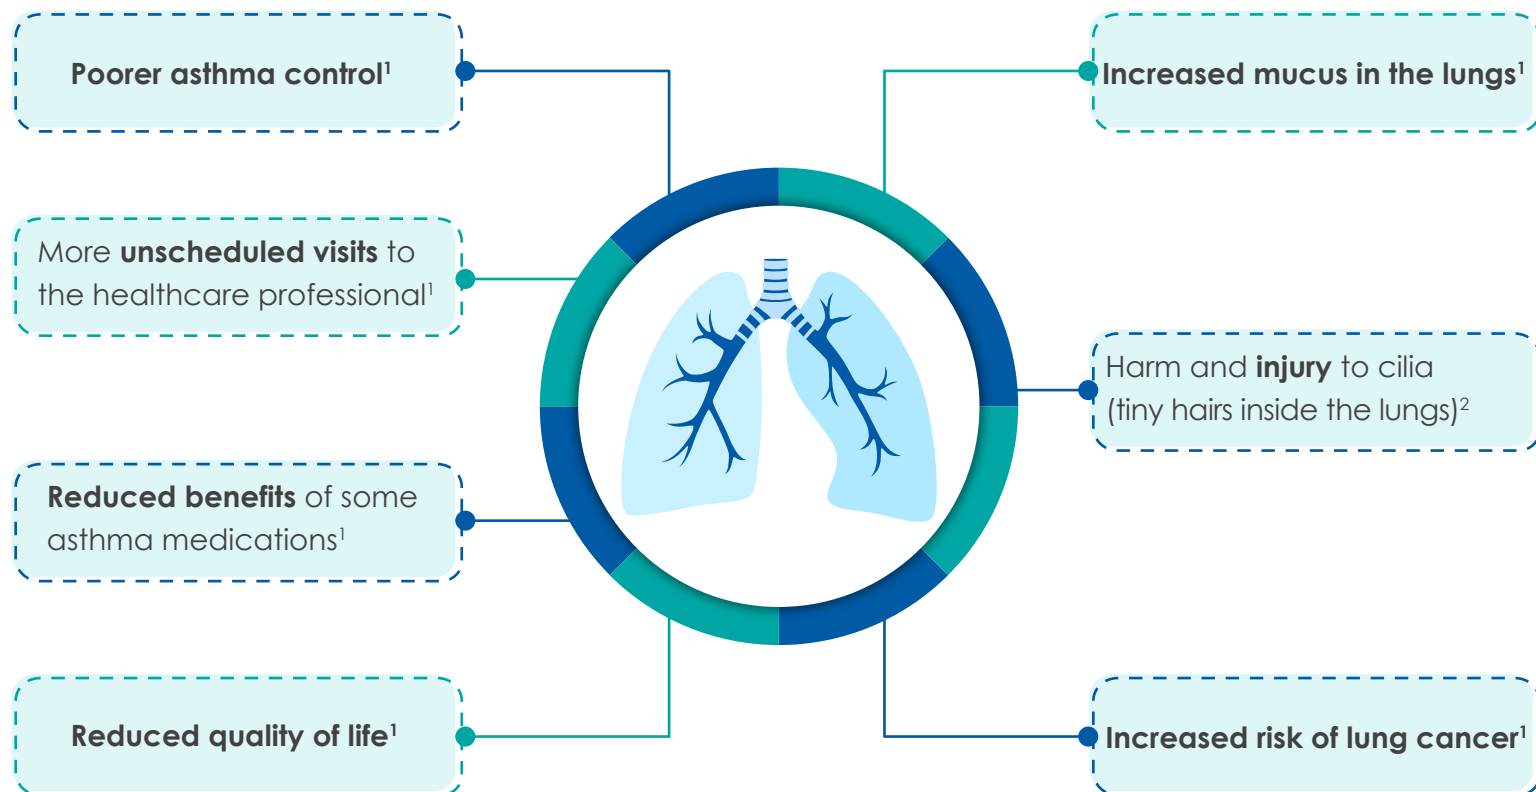 Poorer asthma control¹
More unscheduled visits to
the healthcare professional¹
Reduced benefits of some
asthma medications¹
Reduced quality of life¹
Increased mucus in the lungs¹
Harm and injury to cilia
(tiny hairs inside the lungs)²
Increased risk of lung cancer¹